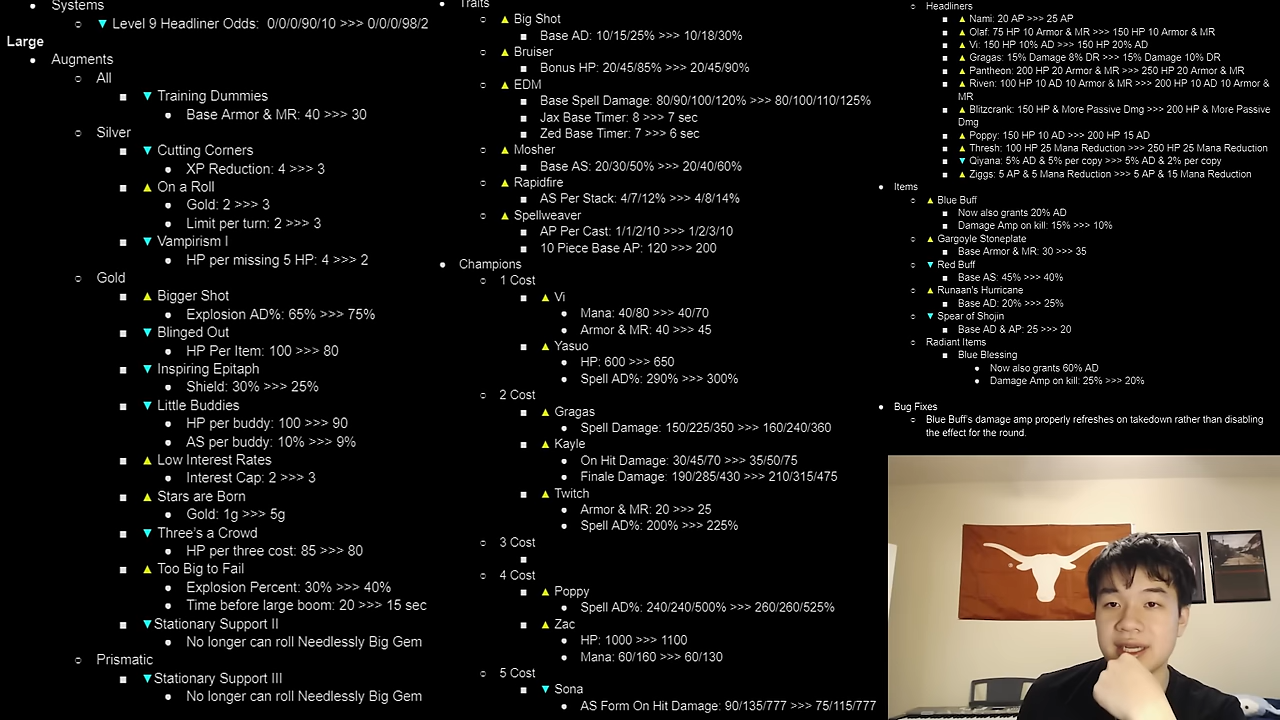 Systems
▼ Level 9 Headliner Odds: 0/0/0/90/10 >>> 0/0/0/98/2
Large
Augments
All
▼ Training Dummies
Base Armor & MR: 40 >>> 30
Silver
▼ Cutting Corners
XP Reduction: 4 >>> 3
▲ On a Roll
Gold: 2 >>> 3
Limit per turn: 2 >>> 3
▼ Vampirism I
HP per missing 5 HP: 4 >>> 2
Gold
▲ Bigger Shot
Explosion AD%: 65% >>> 75%
▼ Blinged Out
HP Per Item: 100 >>> 80
▼ Inspiring Epitaph
Shield: 30% >>> 25%
▼ Little Buddies
HP per buddy: 100 >>> 90
AS per buddy: 10% >>> 9%
▲ Low Interest Rates
Interest Cap: 2 >>> 3
▲ Stars are Born
Gold: 1g >>> 5g
▼ Three's a Crowd
HP per three cost: 85 >>> 80
▲ Too Big to Fail
Explosion Percent: 30% >>> 40%
Time before large boom: 20 >>> 15 sec
▼Stationary Support II
No longer can roll Needlessly Big Gem
Prismatic
▼Stationary Support III
No longer can roll Needlessly Big Gem
Traits
▲ Big Shot
Base AD: 10/15/25% >>> 10/18/30%
▲ Bruiser
Bonus HP: 20/45/85% >>> 20/45/90%
▲ EDM
Base Spell Damage: 80/90/100/120% >>> 80/100/110/125%
Jax Base Timer: 8 >>> 7 sec
Zed Base Timer: 7 >>> 6 sec
▲ Mosher
Base AS: 20/30/50% >>> 20/40/60%
▲ Rapidfire
AS Per Stack: 4/7/12% >>> 4/8/14%
▲ Spellweaver
AP Per Cast: 1/1/2/10 >>> 1/2/3/10
10 Piece Base AP: 120 >>> 200
Champions
1 Cost
▲ Vi
Mana: 40/80 >>> 40/70
Armor & MR: 40 >>> 45
▲ Yasuo
HP: 600 >>> 650
Spell AD%: 290% >>> 300%
2 Cost
▲ Gragas
Spell Damage: 150/225/350 >>> 160/240/360
▲ Kayle
On Hit Damage: 30/45/70 >>> 35/50/75
Finale Damage: 190/285/430 >>> 210/315/475
▲ Twitch
Armor & MR: 20 >>> 25
Spell AD%: 200% >>> 225%
3 Cost
4 Cost
▲ Poppy
Spell AD%: 240/240/500% >>> 260/260/525%
▲ Zac
HP: 1000 >>> 1100
Mana: 60/160 >>> 60/130
5 Cost
▼ Sona
AS Form On Hit Damage: 90/135/777 >>> 75/115/777
Headliners
▲ Nami: 20 AP >>> 25 AP
▲ Olaf: 75 HP 10 Armor & MR >>> 150 HP 10 Armor & MR
▲ Vi: 150 HP 10% AD >>> 150 HP 20% AD
▲ Gragas: 15% Damage 8% DR >>> 15% Damage 10% DR
▲ Pantheon: 200 HP 20 Armor & MR >>> 250 HP 20 Armor & MR
▲ Riven: 100 HP 10 AD 10 Armor & MR >>> 200 HP 10 AD 10 Armor &
MR
▲ Blitzcrank: 150 HP & More Passive Dmg >>> 200 HP & More Passive
Dmg
▲ Poppy: 150 HP 10 AD >>> 200 HP 15 AD
▲ Thresh: 100 HP 25 Mana Reduction >>> 250 HP 25 Mana Reduction
▼ Qiyana: 5% AD & 5% per copy >>> 5% AD & 2% per copy
▲ Ziggs: 5 AP & 5 Mana Reduction >>> 5 AP & 15 Mana Reduction
Items
▲ Blue Buff
Now also grants 20% AD
Damage Amp on kill: 15% >>> 10%
▲ Gargoyle Stoneplate
Base Armor & MR: 30 >>> 35
▼ Red Buff
Base AS: 45% >>> 40%
▲ Runaan's Hurricane
Base AD: 20% >>> 25%
▼ Spear of Shojin
Base AD & AP: 25 >>> 20
Radiant Items
Blue Blessing
Now also grants 60% AD
Damage Amp on kill: 25% >>> 20%
Bug Fixes
Blue Buff's damage amp properly refreshes on takedown rather than disabling
the effect for the round.